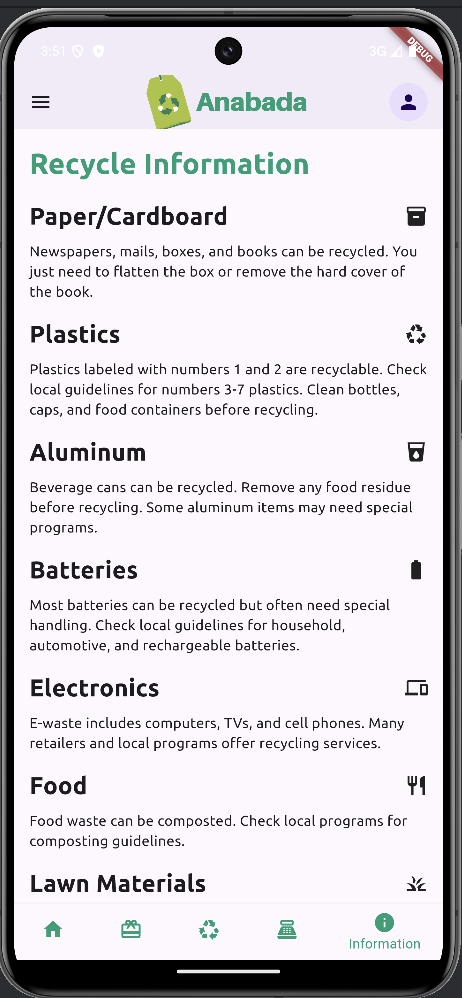 3:51
3G
DEBUG
Anabada
Recycle Information
Paper/Cardboard
Newspapers, mails, boxes, and books can be recycled. You
just need to flatten the box or remove the hard cover of
the book.
Plastics
Plastics labeled with numbers 1 and 2 are recyclable. Check
local guidelines for numbers 3-7 plastics. Clean bottles,
caps, and food containers before recycling.
Aluminum
Beverage cans can be recycled. Remove any food residue
before recycling. Some aluminum items may need special
programs.
Batteries
Most batteries can be recycled but often need special
handling. Check local guidelines for household,
automotive, and rechargeable batteries.
Electronics
E-waste includes computers, TVs, and cell phones. Many
retailers and local programs offer recycling services.
Food
Food waste can be composted. Check local programs for
composting guidelines.
Lawn Materials
Information